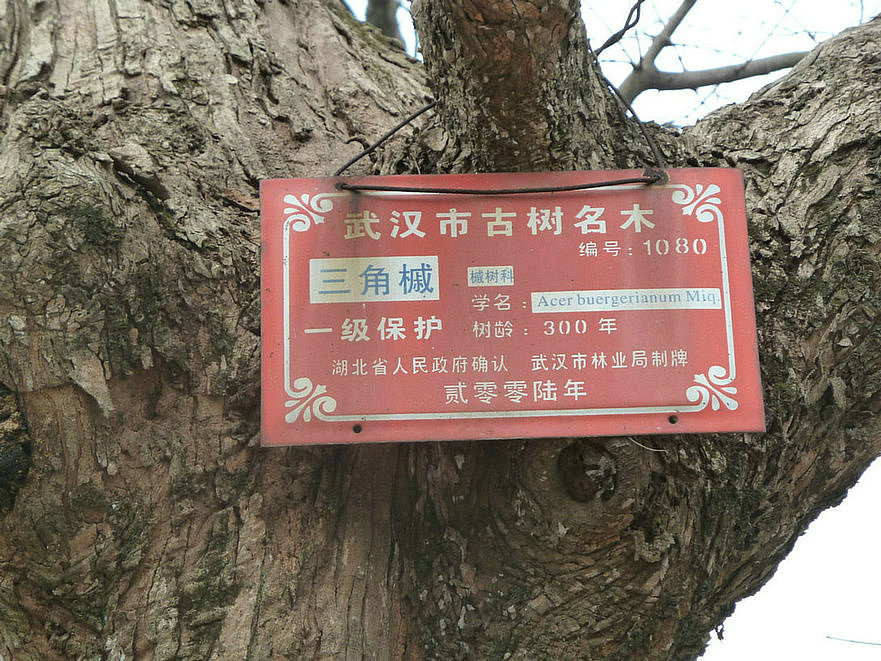 武汉市古树名木
编号:1080
三角槭 槭树科
学名:Acer buergerianum Miq.
一级保护 树龄:300 年
湖北省人民政府确认 武汉市林业局制牌
贰零零陆年